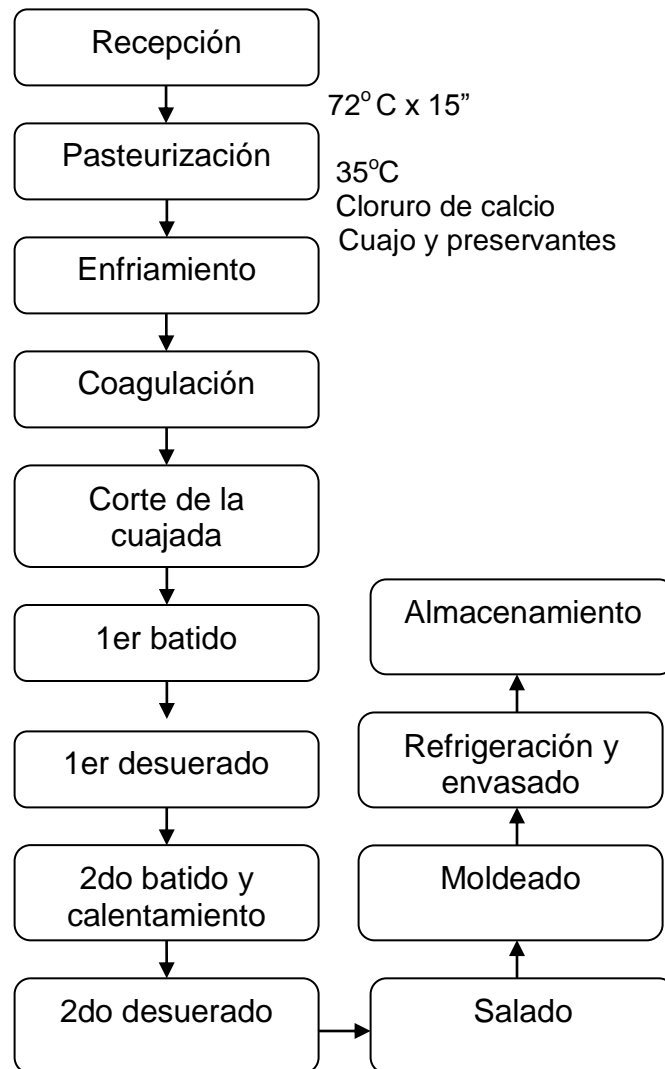 Recepción
72° C x 15”
Pasteurización
35°C
Cloruro de calcio
Cuajo y preservantes
Enfriamiento
Coagulación
Corte de la
cuajada
1er batido
1er desuerado
2do batido y
calentamiento
2do desuerado
Salado
Moldeado
Refrigeración y
envasado
Almacenamiento